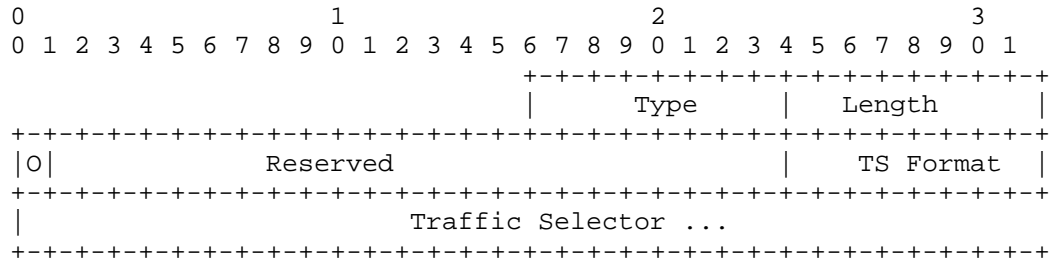 0                   1                   2                   3
0 1 2 3 4 5 6 7 8 9 0 1 2 3 4 5 6 7 8 9 0 1 2 3 4 5 6 7 8 9 0 1
                                +-+-+-+-+-+-+-+-+-+-+-+-+-+-+-+-+
                                |      Type     |   Length      |
+-+-+-+-+-+-+-+-+-+-+-+-+-+-+-+-+-+-+-+-+-+-+-+-+-+-+-+-+-+-+-+-+
|O|             Reserved                        |    TS Format  |
+-+-+-+-+-+-+-+-+-+-+-+-+-+-+-+-+-+-+-+-+-+-+-+-+-+-+-+-+-+-+-+-+
|                        Traffic Selector ...
+-+-+-+-+-+-+-+-+-+-+-+-+-+-+-+-+-+-+-+-+-+-+-+-+-+-+-+-+-+-+-+-+